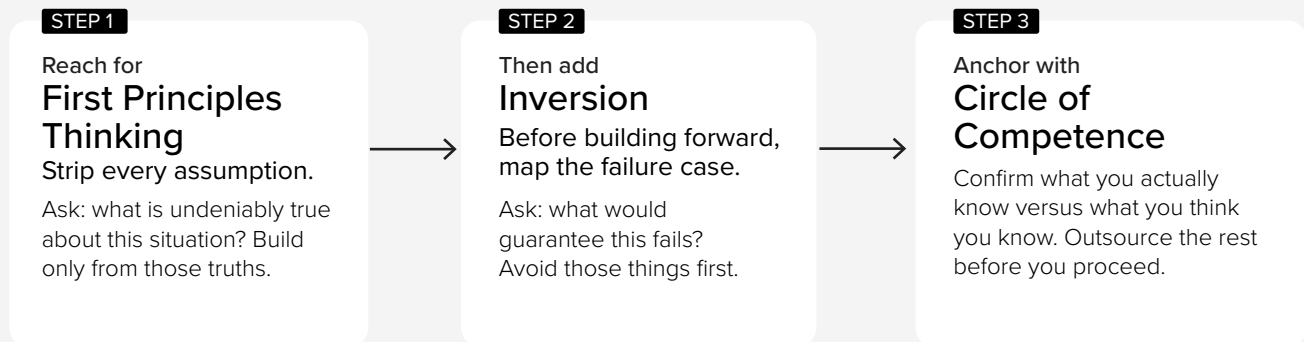 STEP 1
Reach for
First Principles
Thinking
Strip every assumption.
Ask: what is undeniably true
about this situation? Build
only from those truths.
STEP 2
Then add
Inversion
Before building forward,
map the failure case.
Ask: what would
guarantee this fails?
Avoid those things first.
STEP 3
Anchor with
Circle of
Competence
Confirm what you actually
know versus what you think
you know. Outsource the rest
before you proceed.